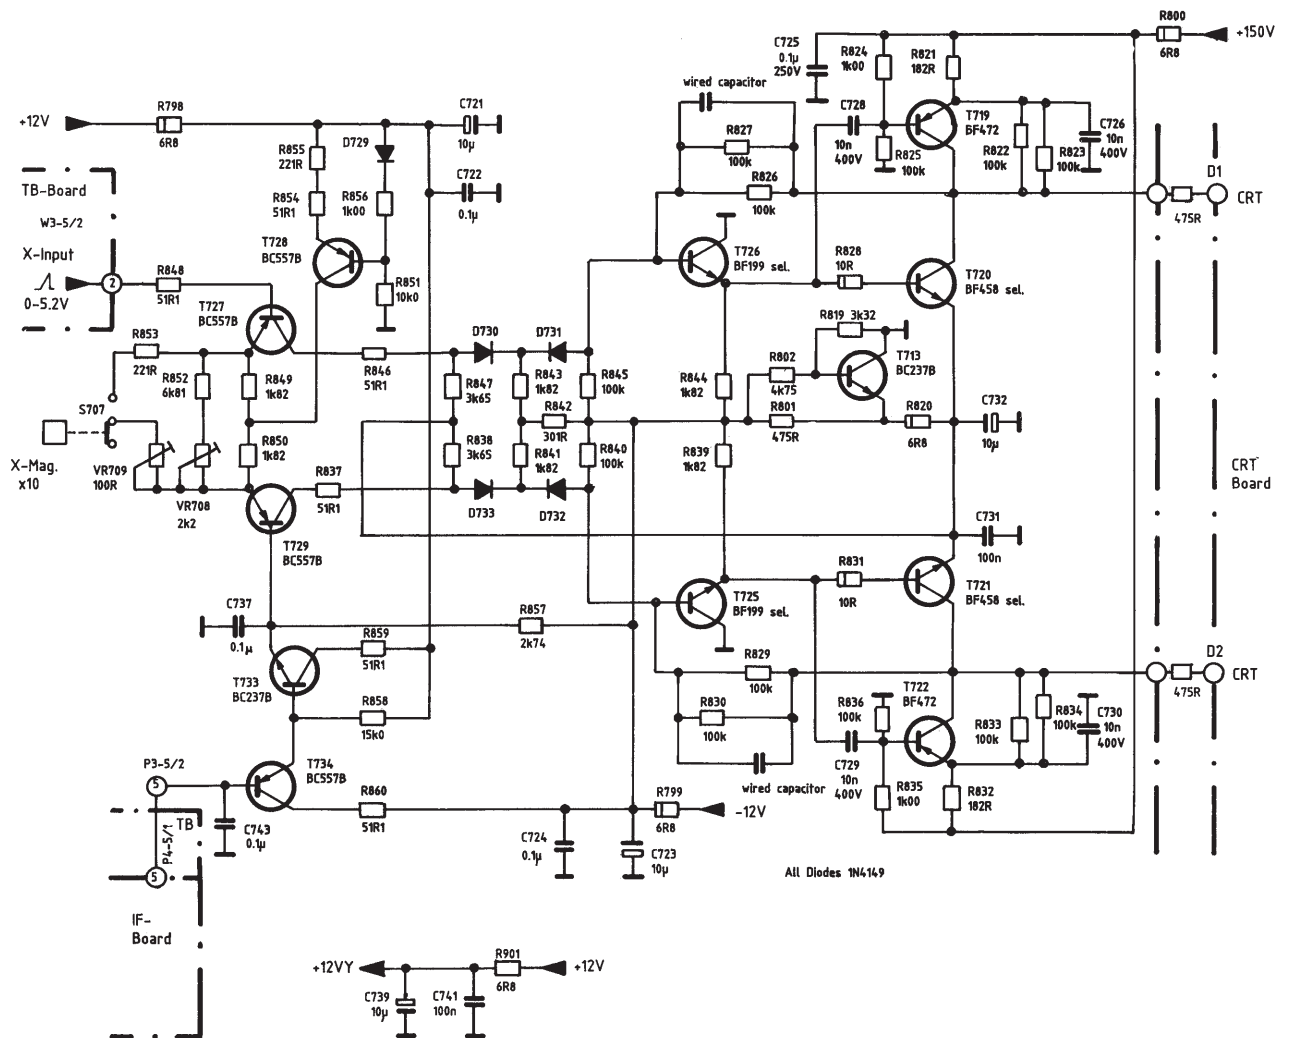 R800
+150V
6R8
C725
0.1µ
250V
R824
1k00
R821
182R
wired capacitor
R798
+12V
6R8
C721
10µ
C728
10n
400V
T719
BF472
C726
10n
400V
R827
100k
R822
100k
R823
100k
R825
100k
R855
221R
D729
TB-Board
W3-5/2
R854
51R1
R856
1k00
C722
0.1µ
R826
100k
D1
CRT
475R
T728
BC557B
X-Input
0-5.2V
2
R848
51R1
R851
10k0
T726
BF199 sel.
R828
10R
T720
BF458 sel.
T727
BC557B
R853
221R
R852
6k81
R849
1k82
R846
51R1
D730
D731
R847
3k65
R843
1k82
R845
100k
R819 3k32
T713
BC237B
R802
4k75
R844
1k82
S707
R842
301R
R801
475R
R820
6R8
C732
10µ
X-Mag.
x10
VR709
100R
R850
1k82
R837
51R1
R838
3k65
R841
1k82
R840
100k
R839
1k82
CRT
Board
VR708
2k2
D733
D732
T729
BC557B
C731
100n
R831
10R
T721
BF458 sel.
T725
BF199 sel.
C737
0.1µ
R857
2k74
R859
51R1
R829
100k
D2
CRT
475R
T733
BC237B
R858
15k0
R830
100k
R836
100k
T722
BF472
R833
100k
R834
100k
C730
10n
400V
P3-5/2
5
T734
BC557B
C729
10n
400V
wired capacitor
R835
1k00
R832
182R
R860
51R1
R799
6R8
-12V
TB
P4-5/1
C743
0.1µ
C724
0.1µ
C723
10µ
All Diodes 1N4149
5
IF-
Board
+12VY
R901
6R8
+12V
C739
10µ
C741
100n